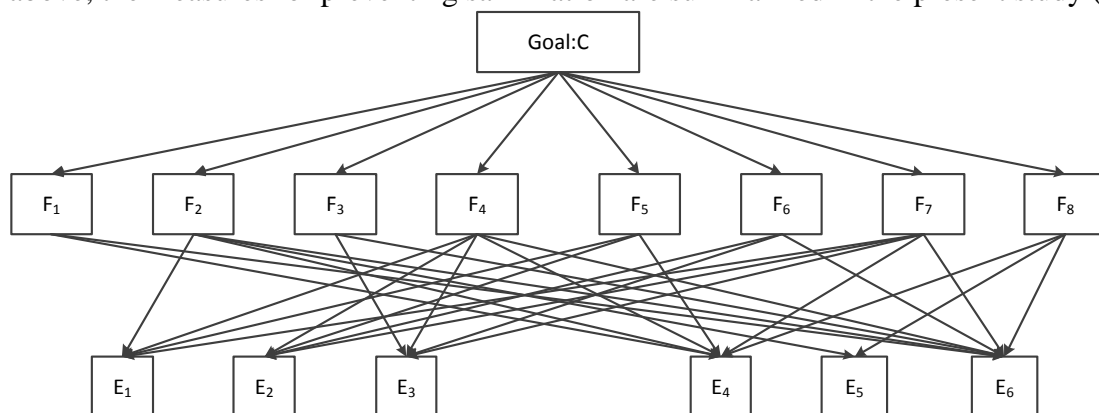 Goal:C
F₁ F₂ F₃ F₄ F₅ F₆ F₇ F₈
E₁ E₂ E₃ E₄ E₅ E₆